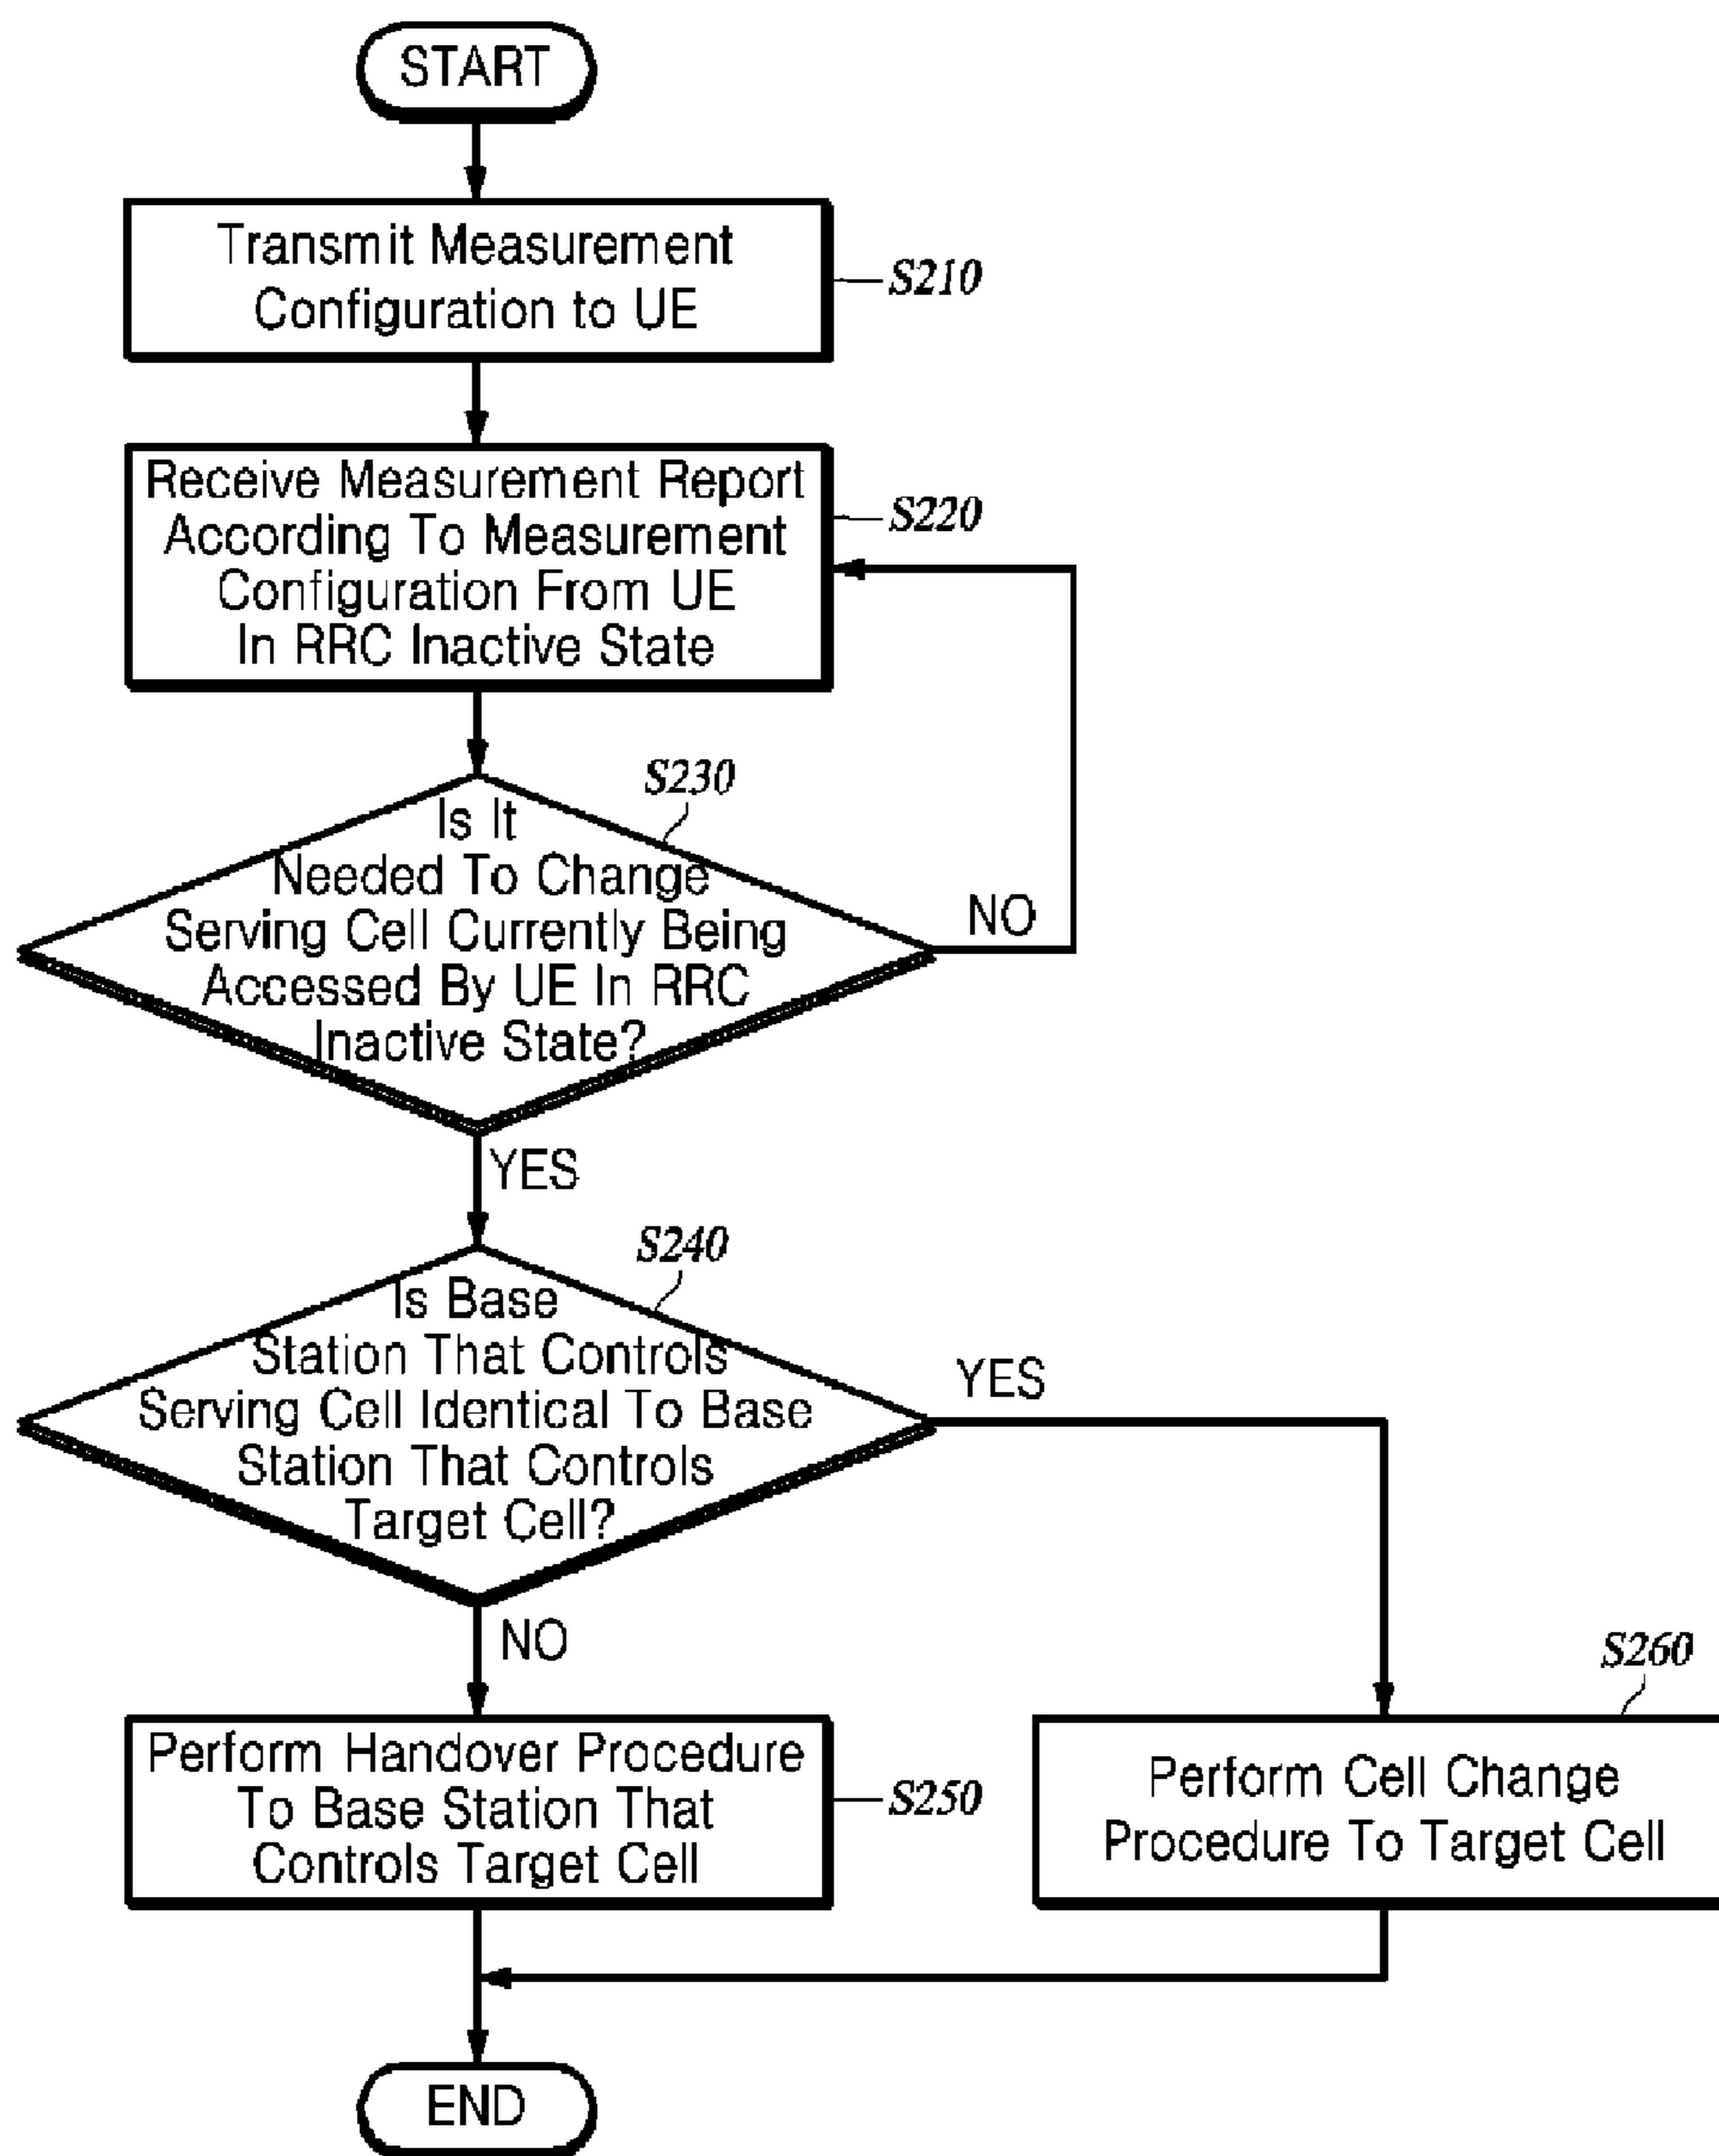 START
Transmit Measurement
Configuration to UE
S210
Receive Measurement Report
According To Measurement
Configuration From UE
In RRC Inactive State
S220
S230
Is It
Needed To Change
Serving Cell Currently Being
Accessed By UE In RRC
Inactive State?
NO
YES
S240
Is Base
Station That Controls
Serving Cell Identical To Base
Station That Controls
Target Cell?
YES
NO
Perform Handover Procedure
To Base Station That
Controls Target Cell
S250
S260
Perform Cell Change
Procedure To Target Cell
END